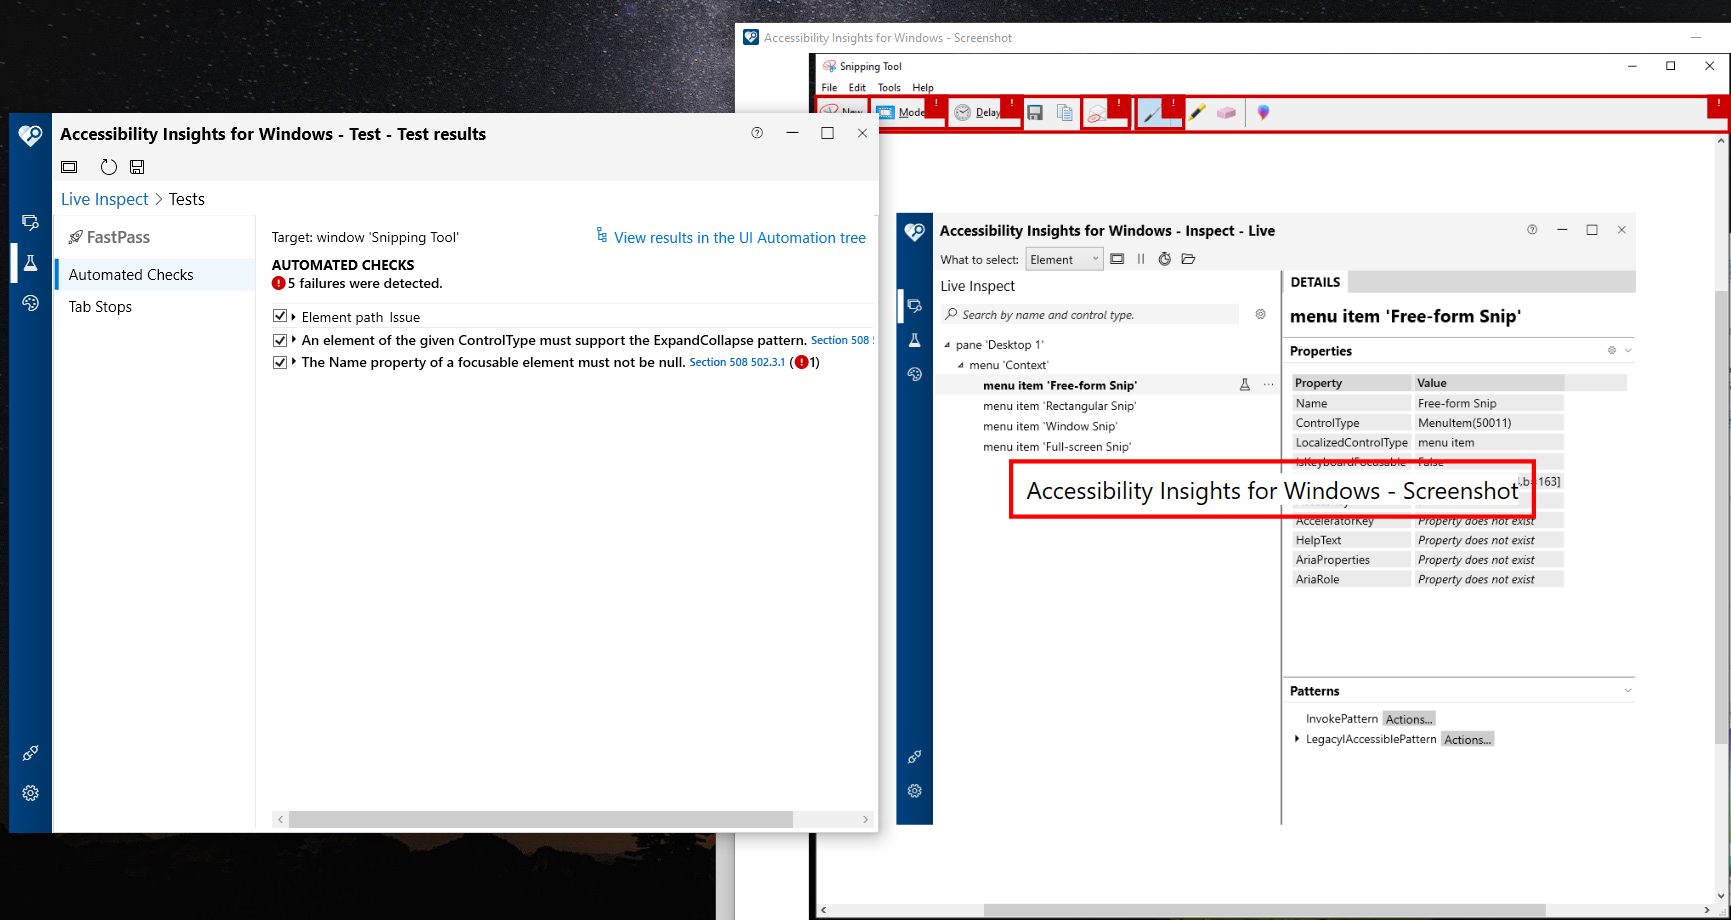 Accessibility Insights for Windows - Screenshot
Snipping Tool
File Edit Tools Help
New Mode Delay
Accessibility Insights for Windows - Test - Test results
Live Inspect > Tests
FastPass
Automated Checks
Tab Stops
Target: window 'Snipping Tool'
View results in the UI Automation tree
AUTOMATED CHECKS
5 failures were detected.
Element path Issue
An element of the given ControlType must support the ExpandCollapse pattern. Section 508
The Name property of a focusable element must not be null. Section 508 502.3.1 (!1)
Accessibility Insights for Windows - Inspect - Live
What to select: Element
Live Inspect
Search by name and control type.
pane 'Desktop 1'
menu 'Context'
menu item 'Free-form Snip'
menu item 'Rectangular Snip'
menu item 'Window Snip'
menu item 'Full-screen Snip'
DETAILS
menu item 'Free-form Snip'
Properties
Property Value
Name Free-form Snip
ControlType MenuItem(50011)
LocalizedControlType menu item
IsKeyboardFocusable False
Accessibility Insights for Windows - Screenshot
,b=163]
AcceleratorKey Property does not exist
HelpText Property does not exist
AriaProperties Property does not exist
AriaRole Property does not exist
Patterns
InvokePattern Actions...
LegacyIAccessiblePattern Actions...